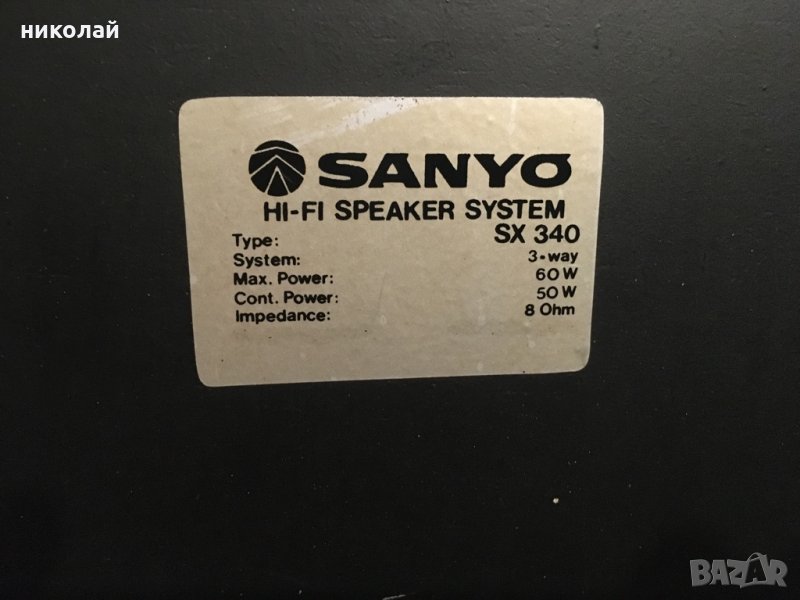 николай
SANYO
HI-FI SPEAKER SYSTEM
Type: SX 340
System: 3-way
Max. Power: 60 W
Cont. Power: 50 W
Impedance: 8 Ohm
BAZAR